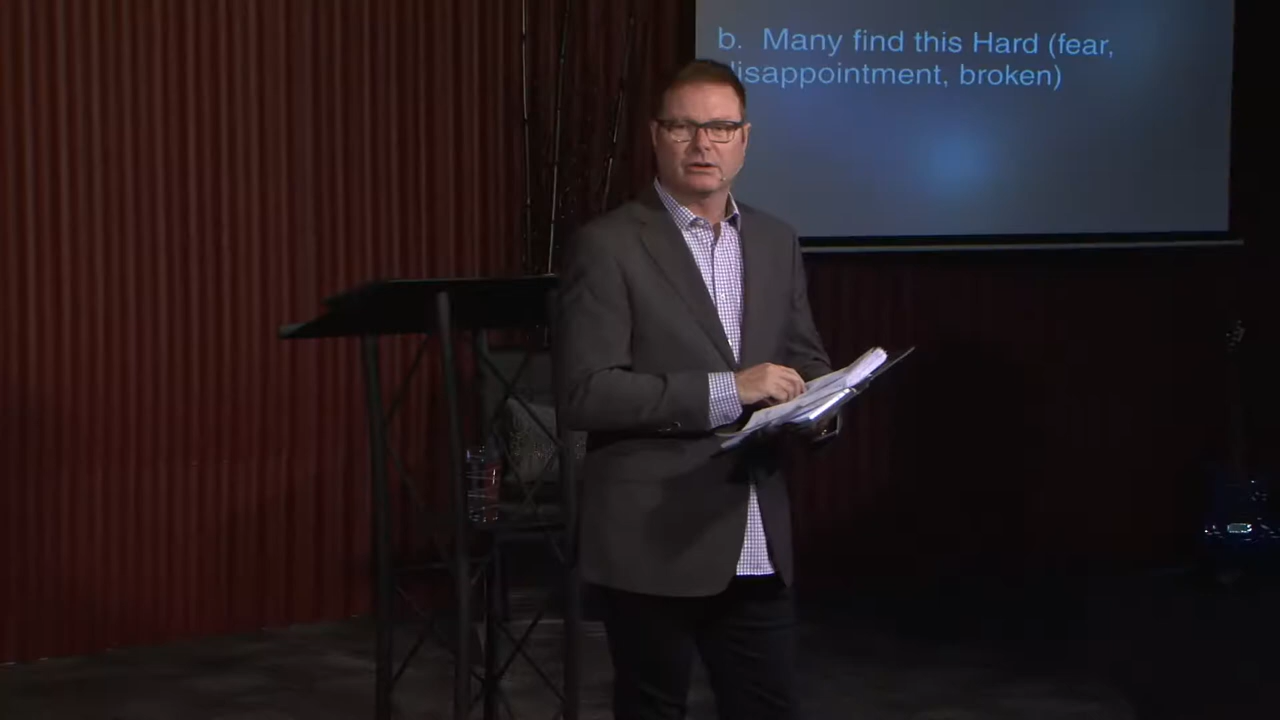 b. Many find this Hard (fear,
disappointment, broken)